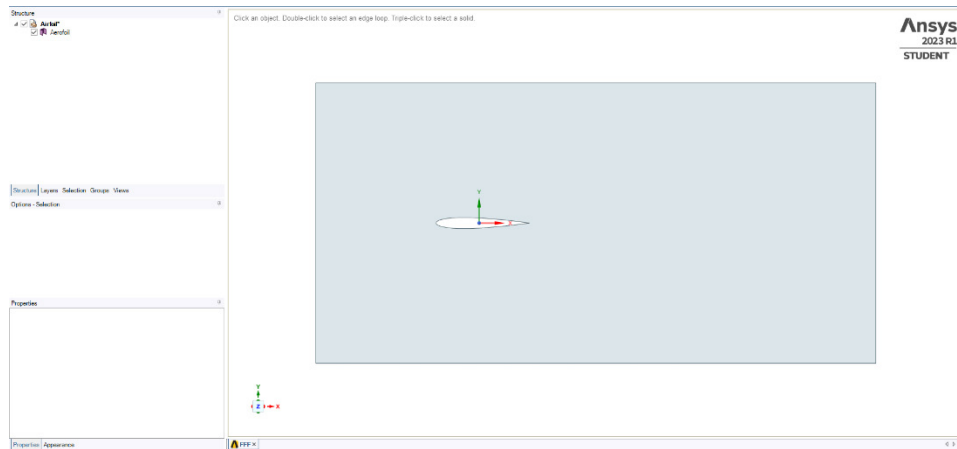 Structure
Airfoil*
Aerofoil
Structure Layers Selection Groups Views
Options - Selection
Properties
Properties Appearance
Click an object. Double-click to select an edge loop. Triple-click to select a solid.
Ansys
2023 R1
STUDENT
Y
X
Y
Z
X
FFF